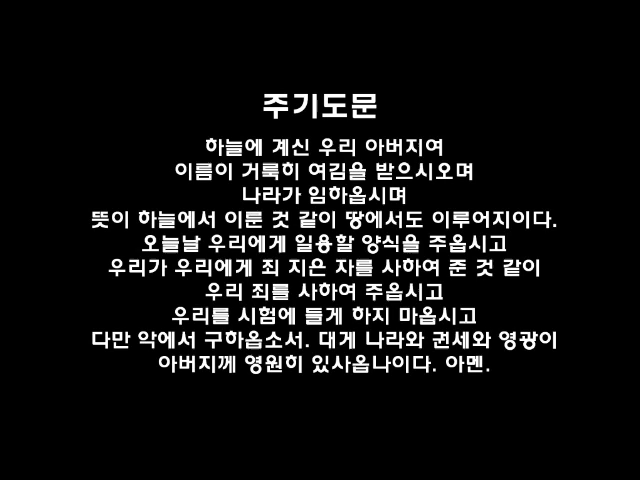 주기도문
하늘에 계신 우리 아버지여
이름이 거룩히 여김을 받으시오며
나라가 임하옵시며
뜻이 하늘에서 이룬 것 같이 땅에서도 이루어지이다.
오늘날 우리에게 일용할 양식을 주옵시고
우리가 우리에게 죄 지은 자를 사하여 준 것 같이
우리 죄를 사하여 주옵시고
우리를 시험에 들게 하지 마옵시고
다만 악에서 구하옵소서. 대게 나라와 권세와 영광이
아버지께 영원히 있사옵나이다. 아멘.